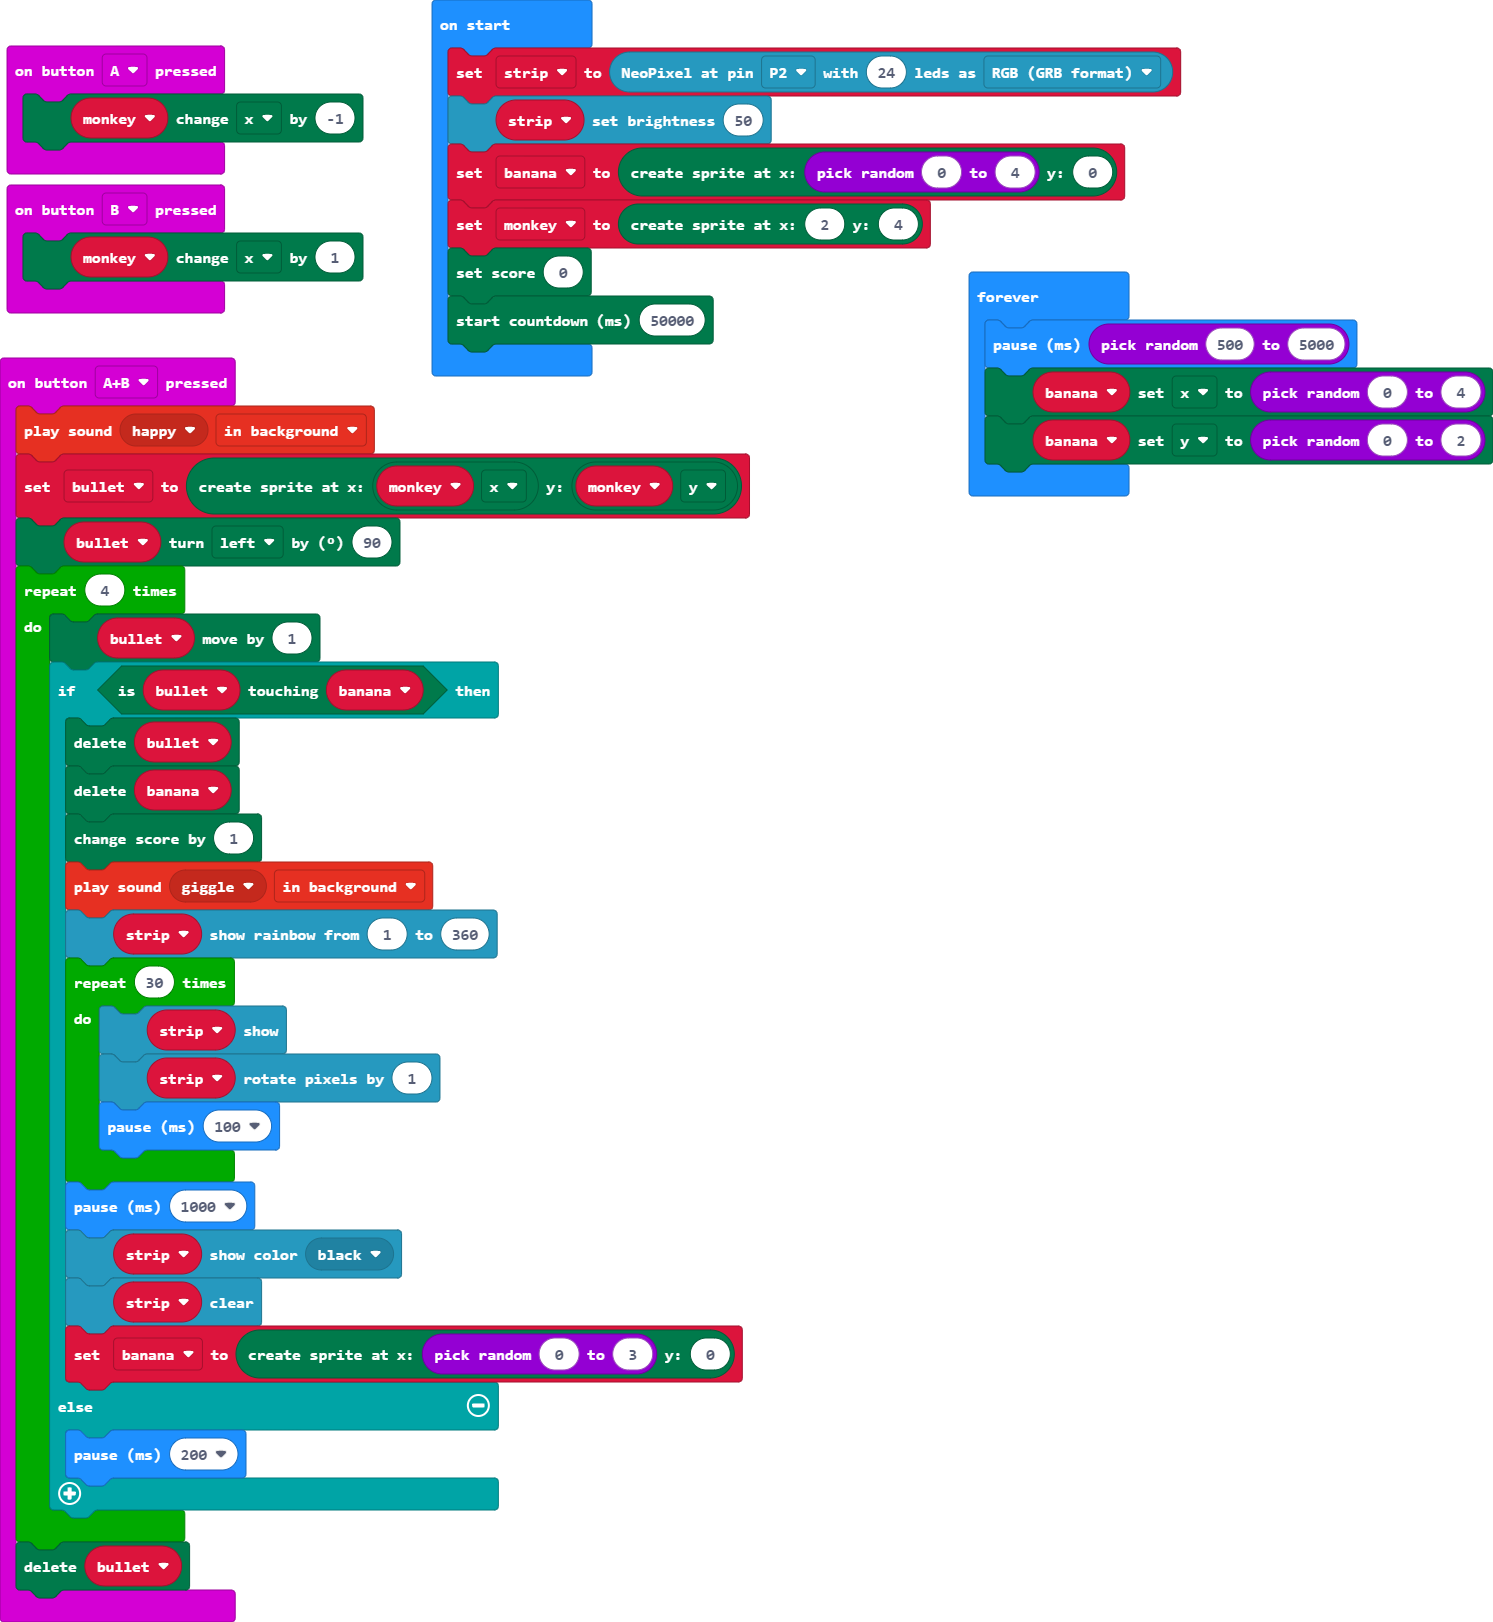 on button A pressed
monkey change x by -1
on button B pressed
monkey change x by 1
on start
set strip to NeoPixel at pin P2 with 24 leds as RGB (GRB format)
strip set brightness 50
set banana to create sprite at x: pick random 0 to 4 y: 0
set monkey to create sprite at x: 2 y: 4
set score 0
start countdown (ms) 50000
forever
pause (ms) pick random 500 to 5000
banana set x to pick random 0 to 4
banana set y to pick random 0 to 2
on button A+B pressed
play sound happy in background
set bullet to create sprite at x: monkey x y: monkey y
bullet turn left by (º) 90
repeat 4 times
do
bullet move by 1
if is bullet touching banana then
delete bullet
delete banana
change score by 1
play sound giggle in background
strip show rainbow from 1 to 360
repeat 30 times
do
strip show
strip rotate pixels by 1
pause (ms) 100
pause (ms) 1000
strip show color black
strip clear
set banana to create sprite at x: pick random 0 to 3 y: 0
else
pause (ms) 200
delete bullet